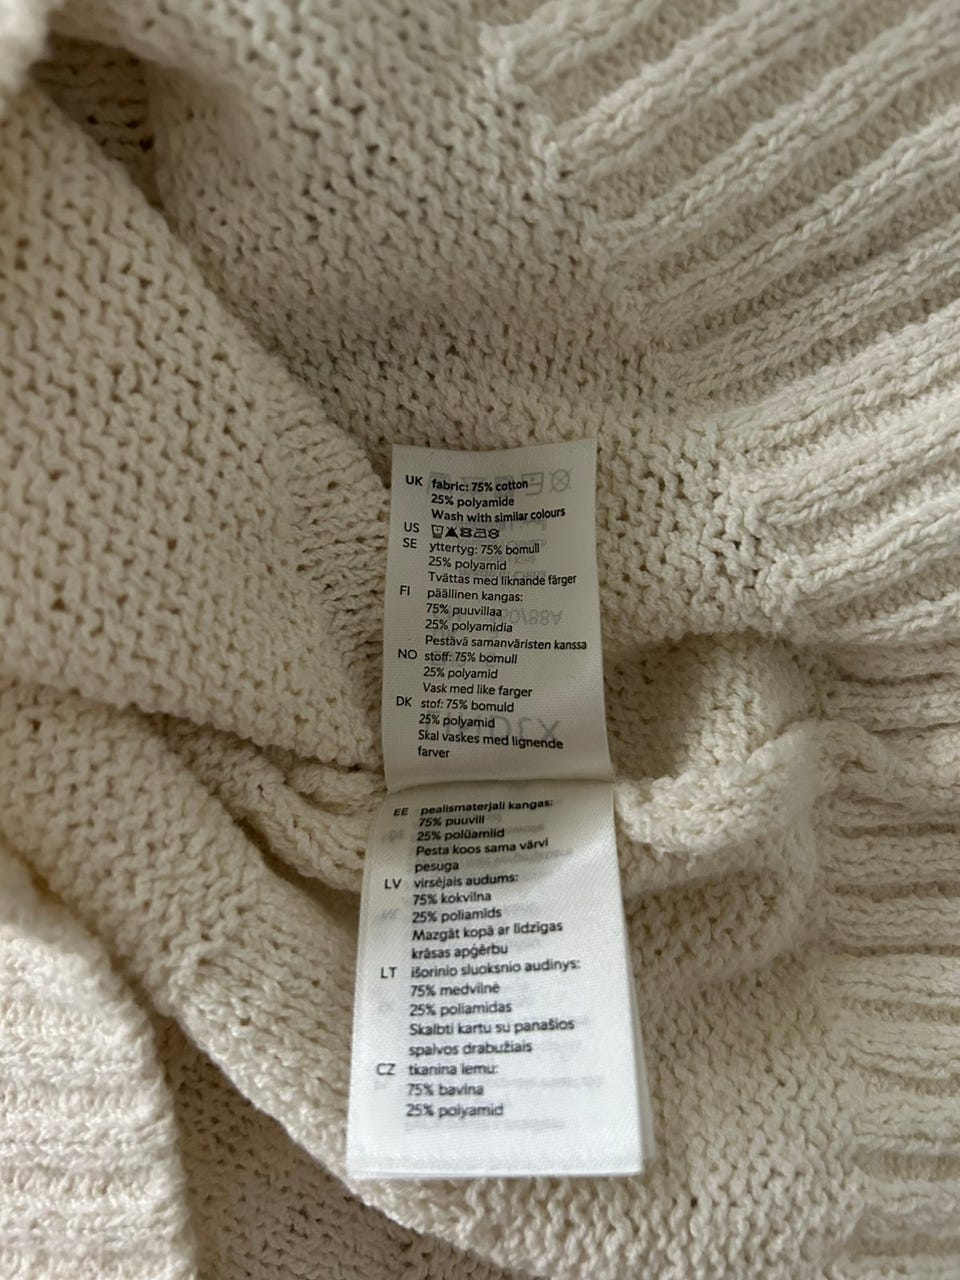 UK fabric: 75% cotton
25% polyamide
Wash with similar colours
US
SE yttertyg: 75% bomull
25% polyamid
Tvättas med liknande färger
FI päällinen kangas:
75% puuvillaa
25% polyamidia
Pestävä samanväristen kanssa
NO stoff: 75% bomull
25% polyamid
Vask med like farger
DK stof: 75% bomuld
25% polyamid
Skal vaskes med lignende
farver
EE pealismaterjali kangas:
75% puuvill
25% polüamiid
Pesta koos sama värvi
pesuga
LV virsējais audums:
75% kokvilna
25% poliamīds
Mazgāt kopā ar līdzīgas
krāsas apģērbu
LT išorinio sluoksnio audinys:
75% medvilnė
25% poliamidas
Skalbti kartu su panašios
spalvos drabužiais
CZ tkanina lemu:
75% bavlna
25% polyamid